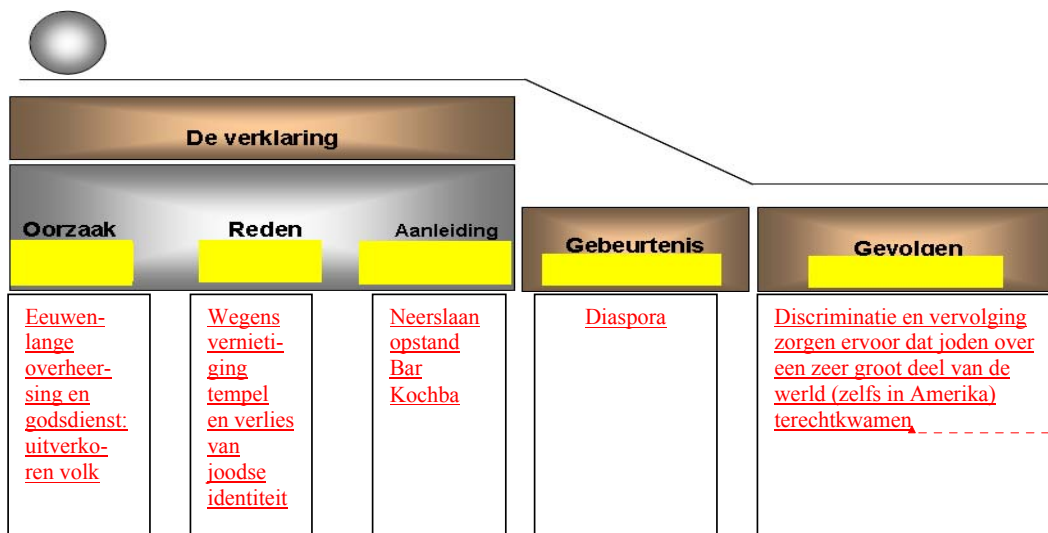 De verklaring
Oorzaak
Reden
Aanleiding
Gebeurtenis
Gevolgen
Eeuwen-
lange
overheer-
sing en
godsdienst:
uitverko-
ren volk
Wegens
vernieti-
ging
tempel
en verlies
van
joodse
identiteit
Neerslaan
opstand
Bar
Kochba
Diaspora
Discriminatie en vervolging
zorgen ervoor dat joden over
een zeer groot deel van de
werld (zelfs in Amerika)
terechtkwamen